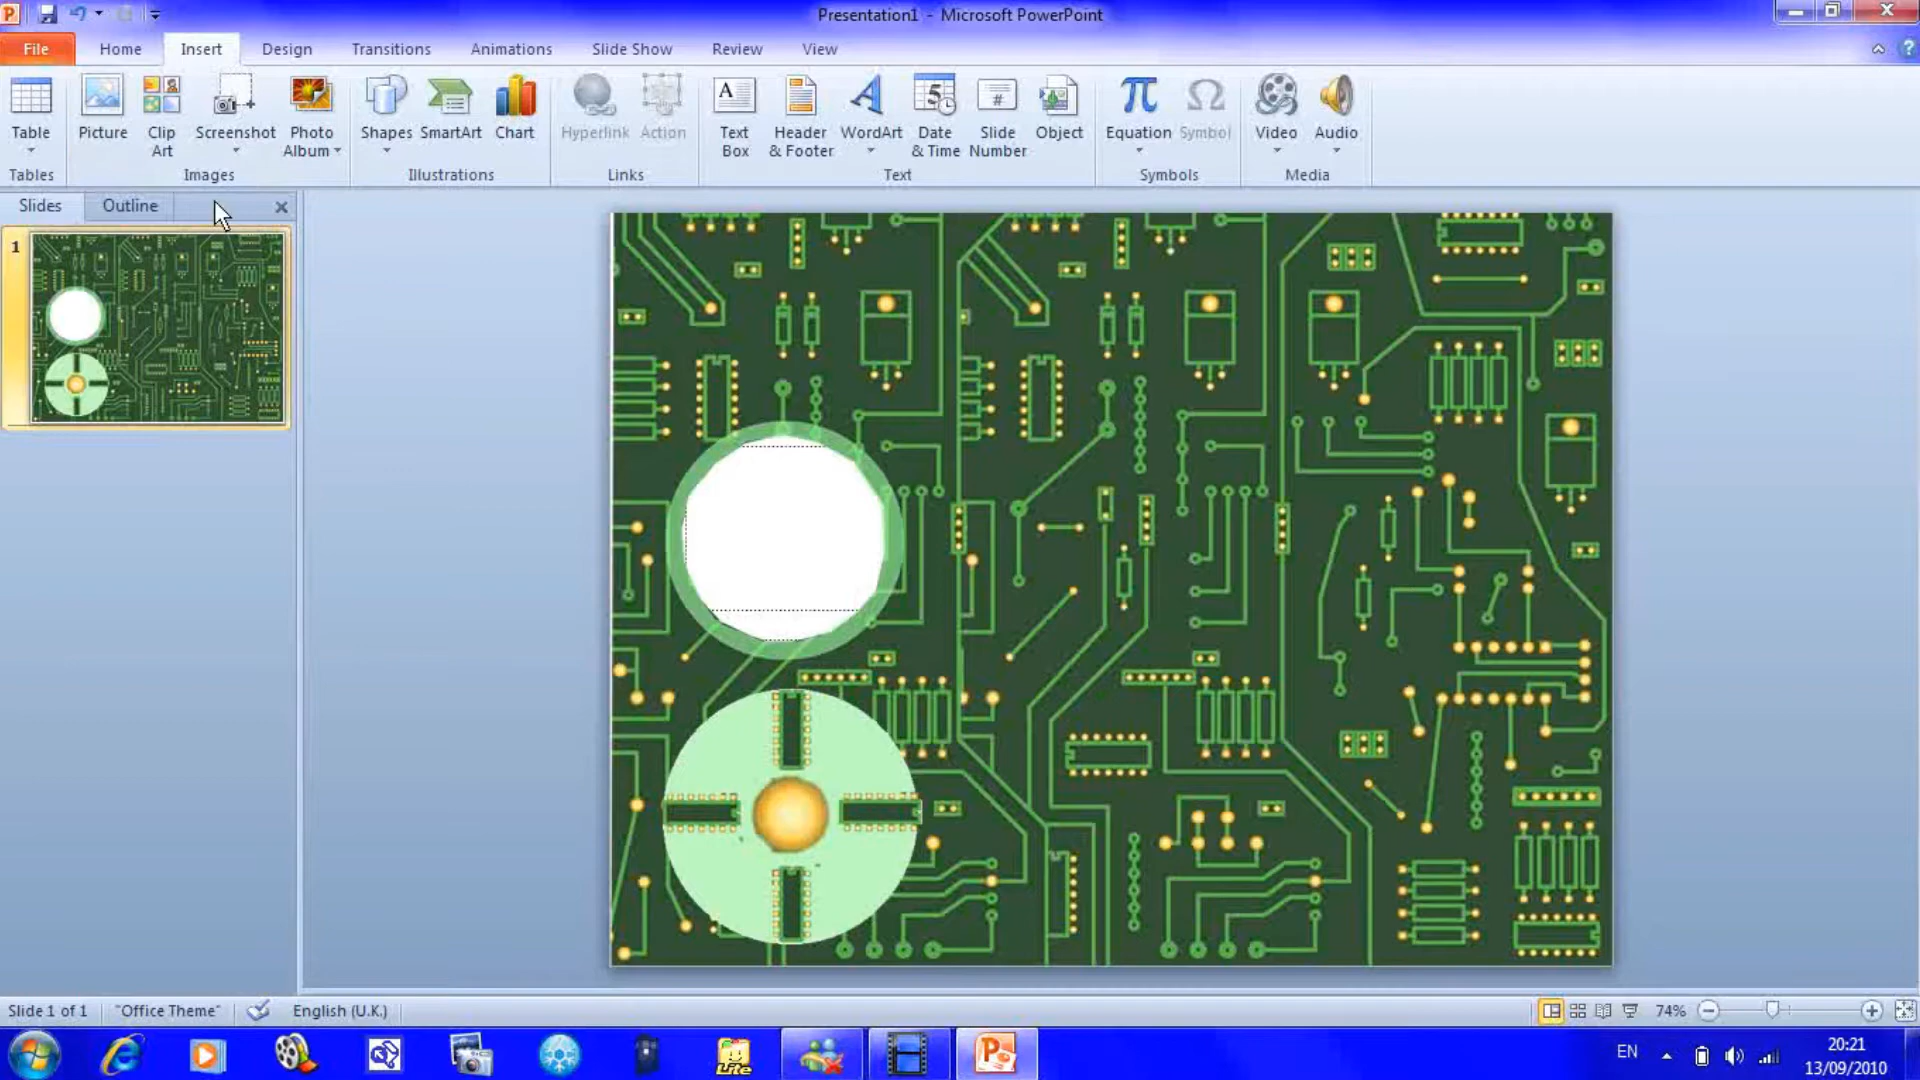 Presentation1 - Microsoft PowerPoint
File Home Insert Design Transitions Animations Slide Show Review View
Table Picture Clip Art Screenshot Photo Album Shapes SmartArt Chart Hyperlink Action Text Box Header & Footer WordArt Date & Time Slide Number Object Equation Symbol Video Audio
Tables Images Illustrations Links Text Symbols Media
Slides Outline
1
Slide 1 of 1 "Office Theme" English (U.K.) 74%
EN 20:21
13/09/2010